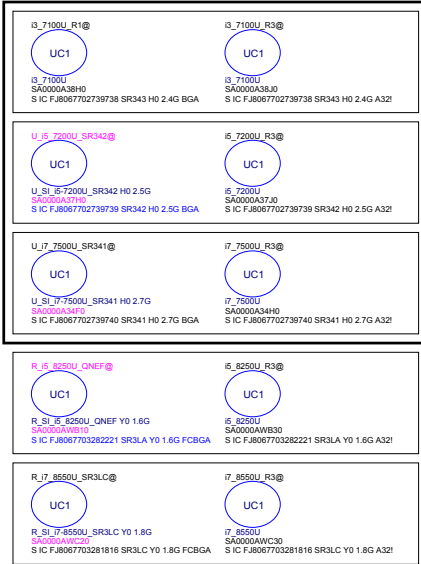 i3_7100U_R1@
UC1
i3_7100U
SA0000A38H0
S IC FJ8067702739738 SR343 H0 2.4G BGA
i3_7100U_R3@
UC1
i3_7100U
SA0000A38J0
S IC FJ8067702739738 SR343 H0 2.4G A32!
U_i5_7200U_SR342@
UC1
U_SI_i5-7200U_SR342 H0 2.5G
SA0000A37H0
S IC FJ8067702739739 SR342 H0 2.5G BGA
i5_7200U_R3@
UC1
i5_7200U
SA0000A37J0
S IC FJ8067702739739 SR342 H0 2.5G A32!
U_i7_7500U_SR341@
UC1
U_SI_i7-7500U_SR341 H0 2.7G
SA0000A34F0
S IC FJ8067702739740 SR341 H0 2.7G BGA
i7_7500U_R3@
UC1
i7_7500U
SA0000A34H0
S IC FJ8067702739740 SR341 H0 2.7G A32!
R_i5_8250U_QNEF@
UC1
R_SI_i5_8250U_QNEF Y0 1.6G
SA0000AWB10
S IC FJ8067703282221 SR3LA Y0 1.6G FCBGA
i5_8250U_R3@
UC1
i5_8250U
SA0000AWB30
S IC FJ8067703282221 SR3LA Y0 1.6G A32!
R_i7_8550U_SR3LC@
UC1
R_SI_i7-8550U_SR3LC Y0 1.8G
SA0000AWC20
S IC FJ8067703281816 SR3LC Y0 1.8G FCBGA
i7_8550U_R3@
UC1
i7_8550U
SA0000AWC30
S IC FJ8067703281816 SR3LC Y0 1.8G A32!